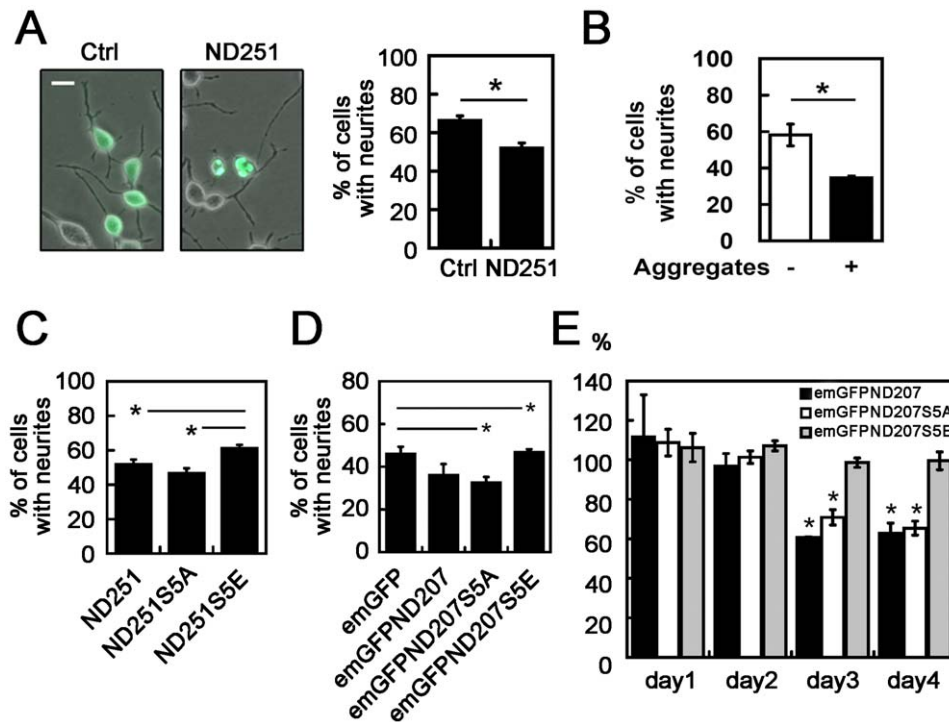 A
Ctrl
ND251
% of cells
with neurites
80
60
40
20
0
*
Ctrl ND251
B
% of cells
with neurites
100
80
60
40
20
0
*
Aggregates - +
C
% of cells
with neurites
100
80
60
40
20
0
*
*
ND251
ND251S5A
ND251S5E
D
% of cells
with neurites
80
60
40
20
0
*
*
emGFP
emGFPND207
emGFPND207S5A
emGFPND207S5E
E
%
140
120
100
80
60
40
20
0
emGFPND207
emGFPND207S5A
emGFPND207S5E
* *
* *
day1 day2 day3 day4